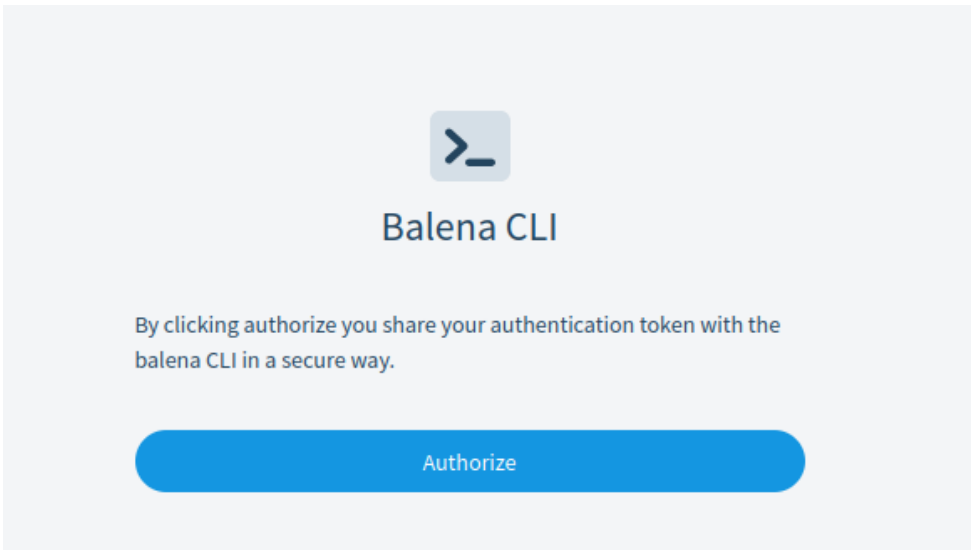 Balena CLI
By clicking authorize you share your authentication token with the
balena CLI in a secure way.
Authorize